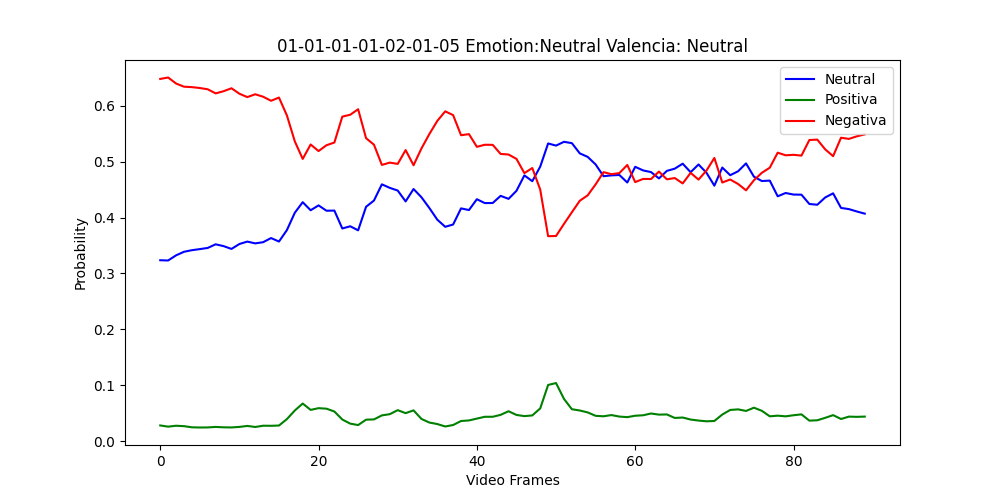 01-01-01-01-02-01-05 Emotion:Neutral Valencia: Neutral
Neutral
Positiva
Negativa
Probability
0.6
0.5
0.4
0.3
0.2
0.1
0.0
0
20
40
60
80
Video Frames